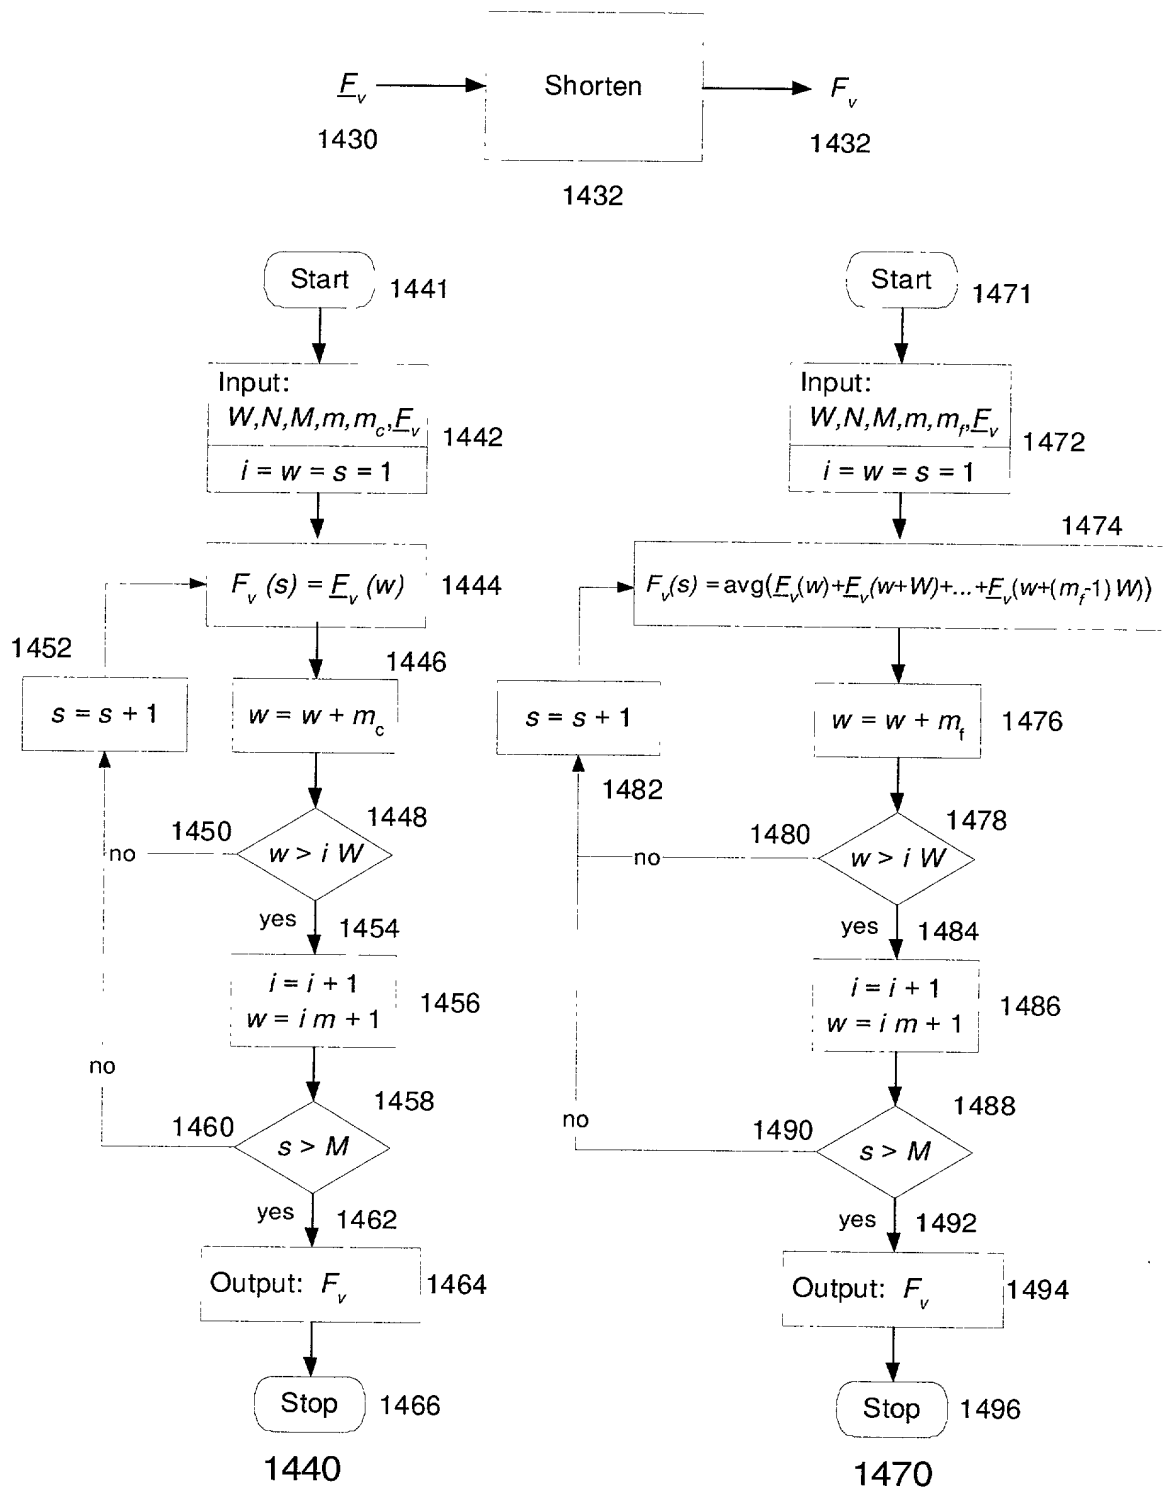 F_v
Shorten
F_v
1430
1432
1432
Start
1441
Input:
W,N,M,m,m_c,F_v
i = w = s = 1
1442
F_v (s) = F_v (w)
1444
1452
s = s + 1
1446
w = w + m_c
1448
1450
no
w > i W
yes
1454
i = i + 1
w = i m + 1
1456
no
1458
1460
s > M
yes
1462
Output: F_v
1464
Stop
1466
1440
Start
1471
Input:
W,N,M,m,m_f,F_v
i = w = s = 1
1472
1474
F_v(s) = avg(F_v(w)+F_v(w+W)+...+F_v(w+(m_f-1) W))
s = s + 1
1482
w = w + m_f
1476
1478
1480
no
w > i W
yes
1484
i = i + 1
w = i m + 1
1486
no
1488
1490
s > M
yes
1492
Output: F_v
1494
Stop
1496
1470